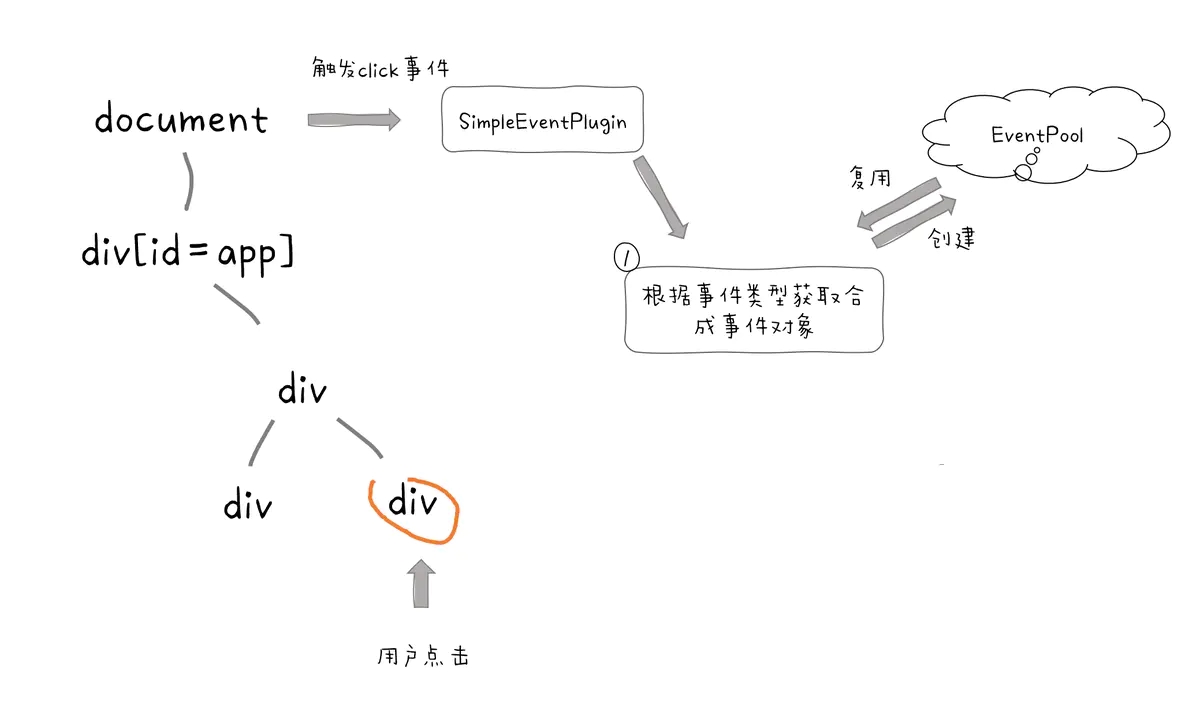 触发click事件
document
SimpleEventPlugin
EventPool
复用
创建
div[id=app]
1
根据事件类型获取合
成事件对象
div
div
div
用户点击